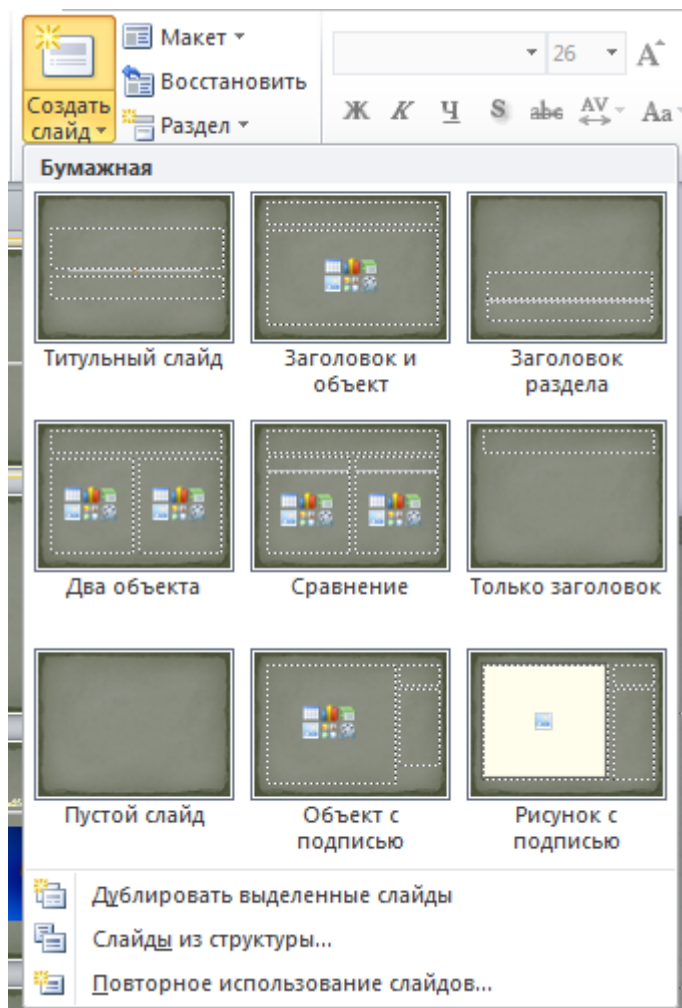 Создать
слайд
Макет
Восстановить
Раздел
26
A
Ж К Ч S abc AV Aa
Бумажная
Титульный слайд
Заголовок и
объект
Заголовок
раздела
Два объекта
Сравнение
Только заголовок
Пустой слайд
Объект с
подписью
Рисунок с
подписью
Дублировать выделенные слайды
Слайды из структуры...
Повторное использование слайдов...